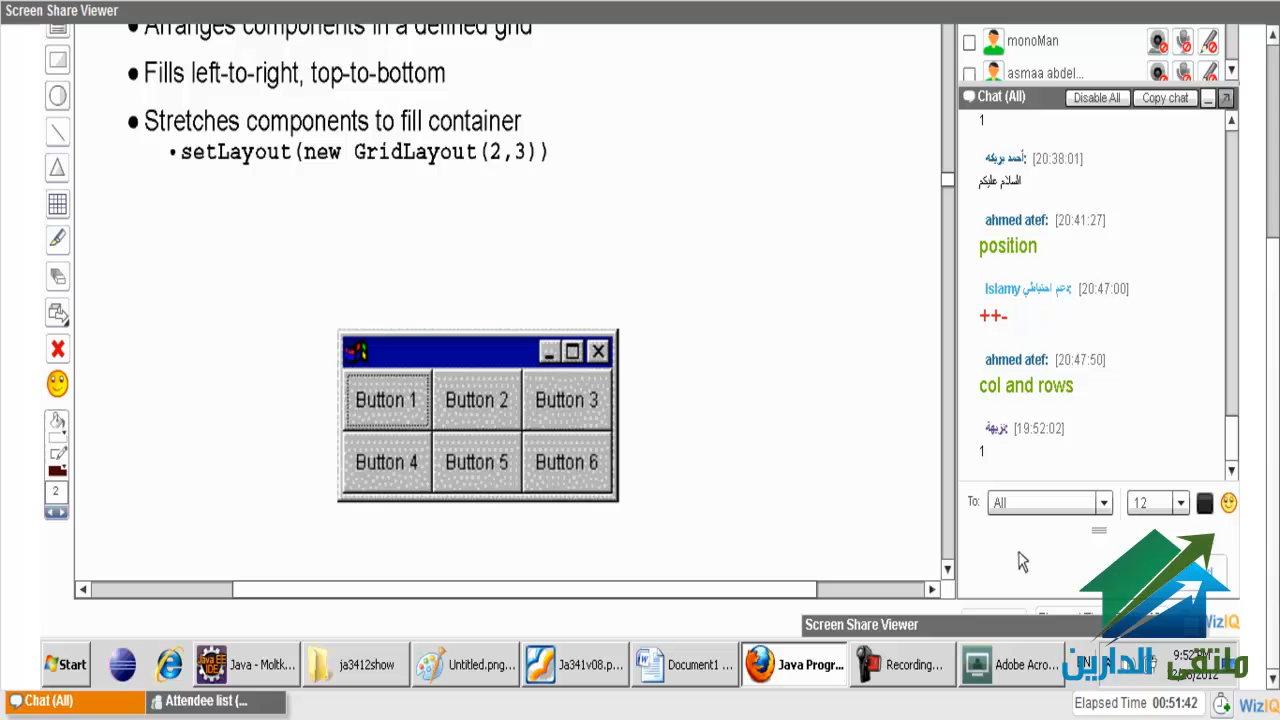 Screen Share Viewer
Arranges components in a defined grid
Fills left-to-right, top-to-bottom
Stretches components to fill container
setLayout(new GridLayout(2,3))
Button 1 Button 2 Button 3
Button 4 Button 5 Button 6
2
monoMan
asmaa abdel...
Chat (All) Disable All Copy chat
1
أحمد بريكه: [20:38:01]
السلام عليكم
ahmed atef: [20:41:27]
position
Islamy دعم احتياطي: [20:47:00]
++-
ahmed atef: [20:47:50]
col and rows
نزيهة: [19:52:02]
1
To: All 12
Screen Share Viewer
WizIQ
Start Java - Moltk... ja3412show Untitled.png... Ja341v08.p... Document1 ... Java Progr... Recording... Adobe Acro...
ملتقى الدارين
Chat (All) Attendee list (...
Elapsed Time 00:51:42 WizIQ